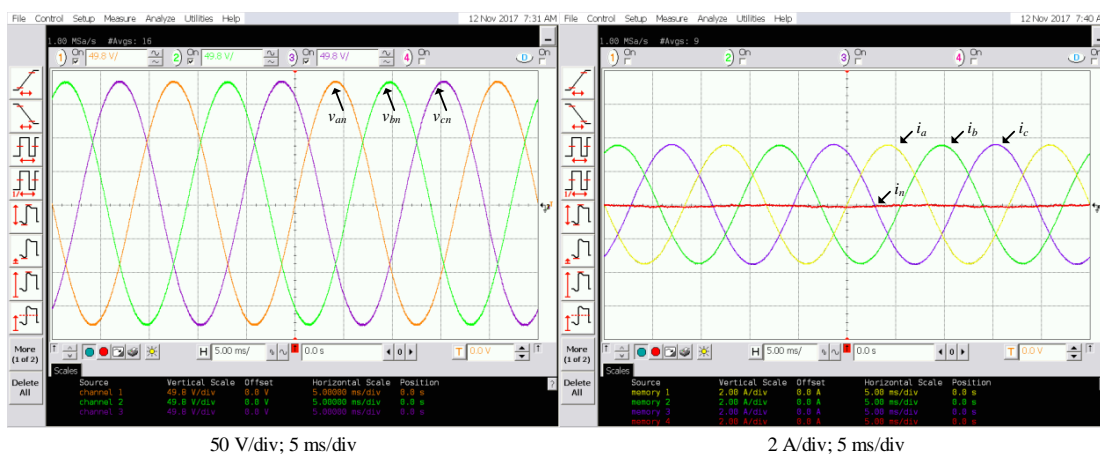 File Control Setup Measure Analyze Utilities Help 12 Nov 2017 7:31 AM
1.00 MSa/s #Avgs: 16
1 On 49.8 V/ 2 On 49.8 V/ 3 On 49.8 V/ 4 On
van vbn vcn
More
(1 of 2)
Delete
All
H 5.00 ms/ T 0.0 s 0 T 0.0 V T
Scales
Source Vertical Scale Offset Horizontal Scale Position
channel 1 49.8 V/div 0.0 V 5.00000 ms/div 0.0 s
channel 2 49.8 V/div 0.0 V 5.00000 ms/div 0.0 s
channel 3 49.8 V/div 0.0 V 5.00000 ms/div 0.0 s
50 V/div; 5 ms/div
File Control Setup Measure Analyze Utilities Help 12 Nov 2017 7:40 A
1.00 MSa/s #Avgs: 9
1 On 2 On 3 On 4 On
ia ib ic
in
More
(1 of 2)
Delete
All
H 5.00 ms/ T 0.0 s 0 T 0.0 V T
Scales
Source Vertical Scale Offset Horizontal Scale Position
memory 1 2.00 A/div 0.0 A 5.00 ms/div 0.0 s
memory 2 2.00 A/div 0.0 A 5.00 ms/div 0.0 s
memory 3 2.00 A/div 0.0 A 5.00 ms/div 0.0 s
memory 4 2.00 A/div 0.0 A 5.00 ms/div 0.0 s
2 A/div; 5 ms/div